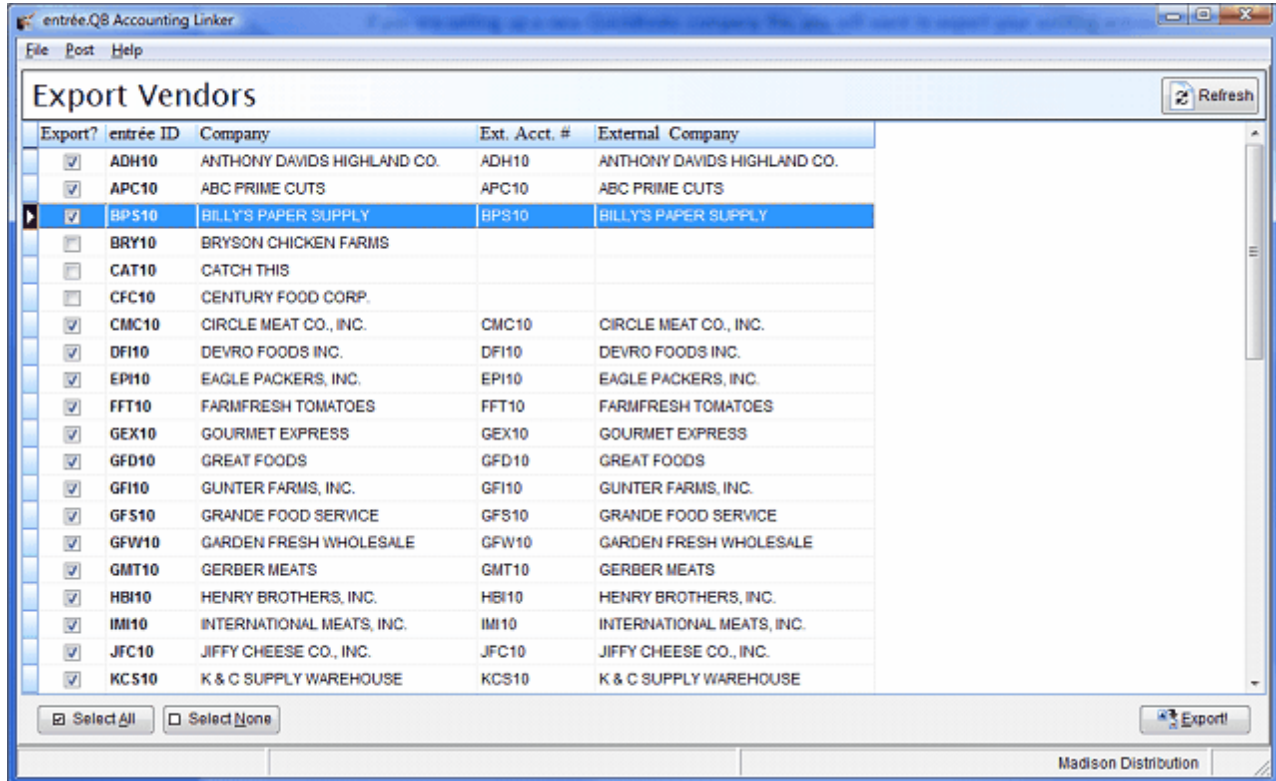 entrée.QB Accounting Linker
File Post Help
Export Vendors
Refresh
Export? entrée ID Company Ext. Acct. # External Company
ADH10 ANTHONY DAVIDS HIGHLAND CO. ADH10 ANTHONY DAVIDS HIGHLAND CO.
APC10 ABC PRIME CUTS APC10 ABC PRIME CUTS
BPS10 BILLY'S PAPER SUPPLY BPS10 BILLY'S PAPER SUPPLY
BRY10 BRYSON CHICKEN FARMS
CAT10 CATCH THIS
CFC10 CENTURY FOOD CORP.
CMC10 CIRCLE MEAT CO., INC. CMC10 CIRCLE MEAT CO., INC.
DFI10 DEVRO FOODS INC. DFI10 DEVRO FOODS INC.
EPI10 EAGLE PACKERS, INC. EPI10 EAGLE PACKERS, INC.
FFT10 FARMFRESH TOMATOES FFT10 FARMFRESH TOMATOES
GEX10 GOURMET EXPRESS GEX10 GOURMET EXPRESS
GFD10 GREAT FOODS GFD10 GREAT FOODS
GFI10 GUNTER FARMS, INC. GFI10 GUNTER FARMS, INC.
GFS10 GRANDE FOOD SERVICE GFS10 GRANDE FOOD SERVICE
GFW10 GARDEN FRESH WHOLESALE GFW10 GARDEN FRESH WHOLESALE
GMT10 GERBER MEATS GMT10 GERBER MEATS
HBI10 HENRY BROTHERS, INC. HBI10 HENRY BROTHERS, INC.
IMI10 INTERNATIONAL MEATS, INC. IMI10 INTERNATIONAL MEATS, INC.
JFC10 JIFFY CHEESE CO., INC. JFC10 JIFFY CHEESE CO., INC.
KCS10 K & C SUPPLY WAREHOUSE KCS10 K & C SUPPLY WAREHOUSE
Select All Select None Export!
Madison Distribution